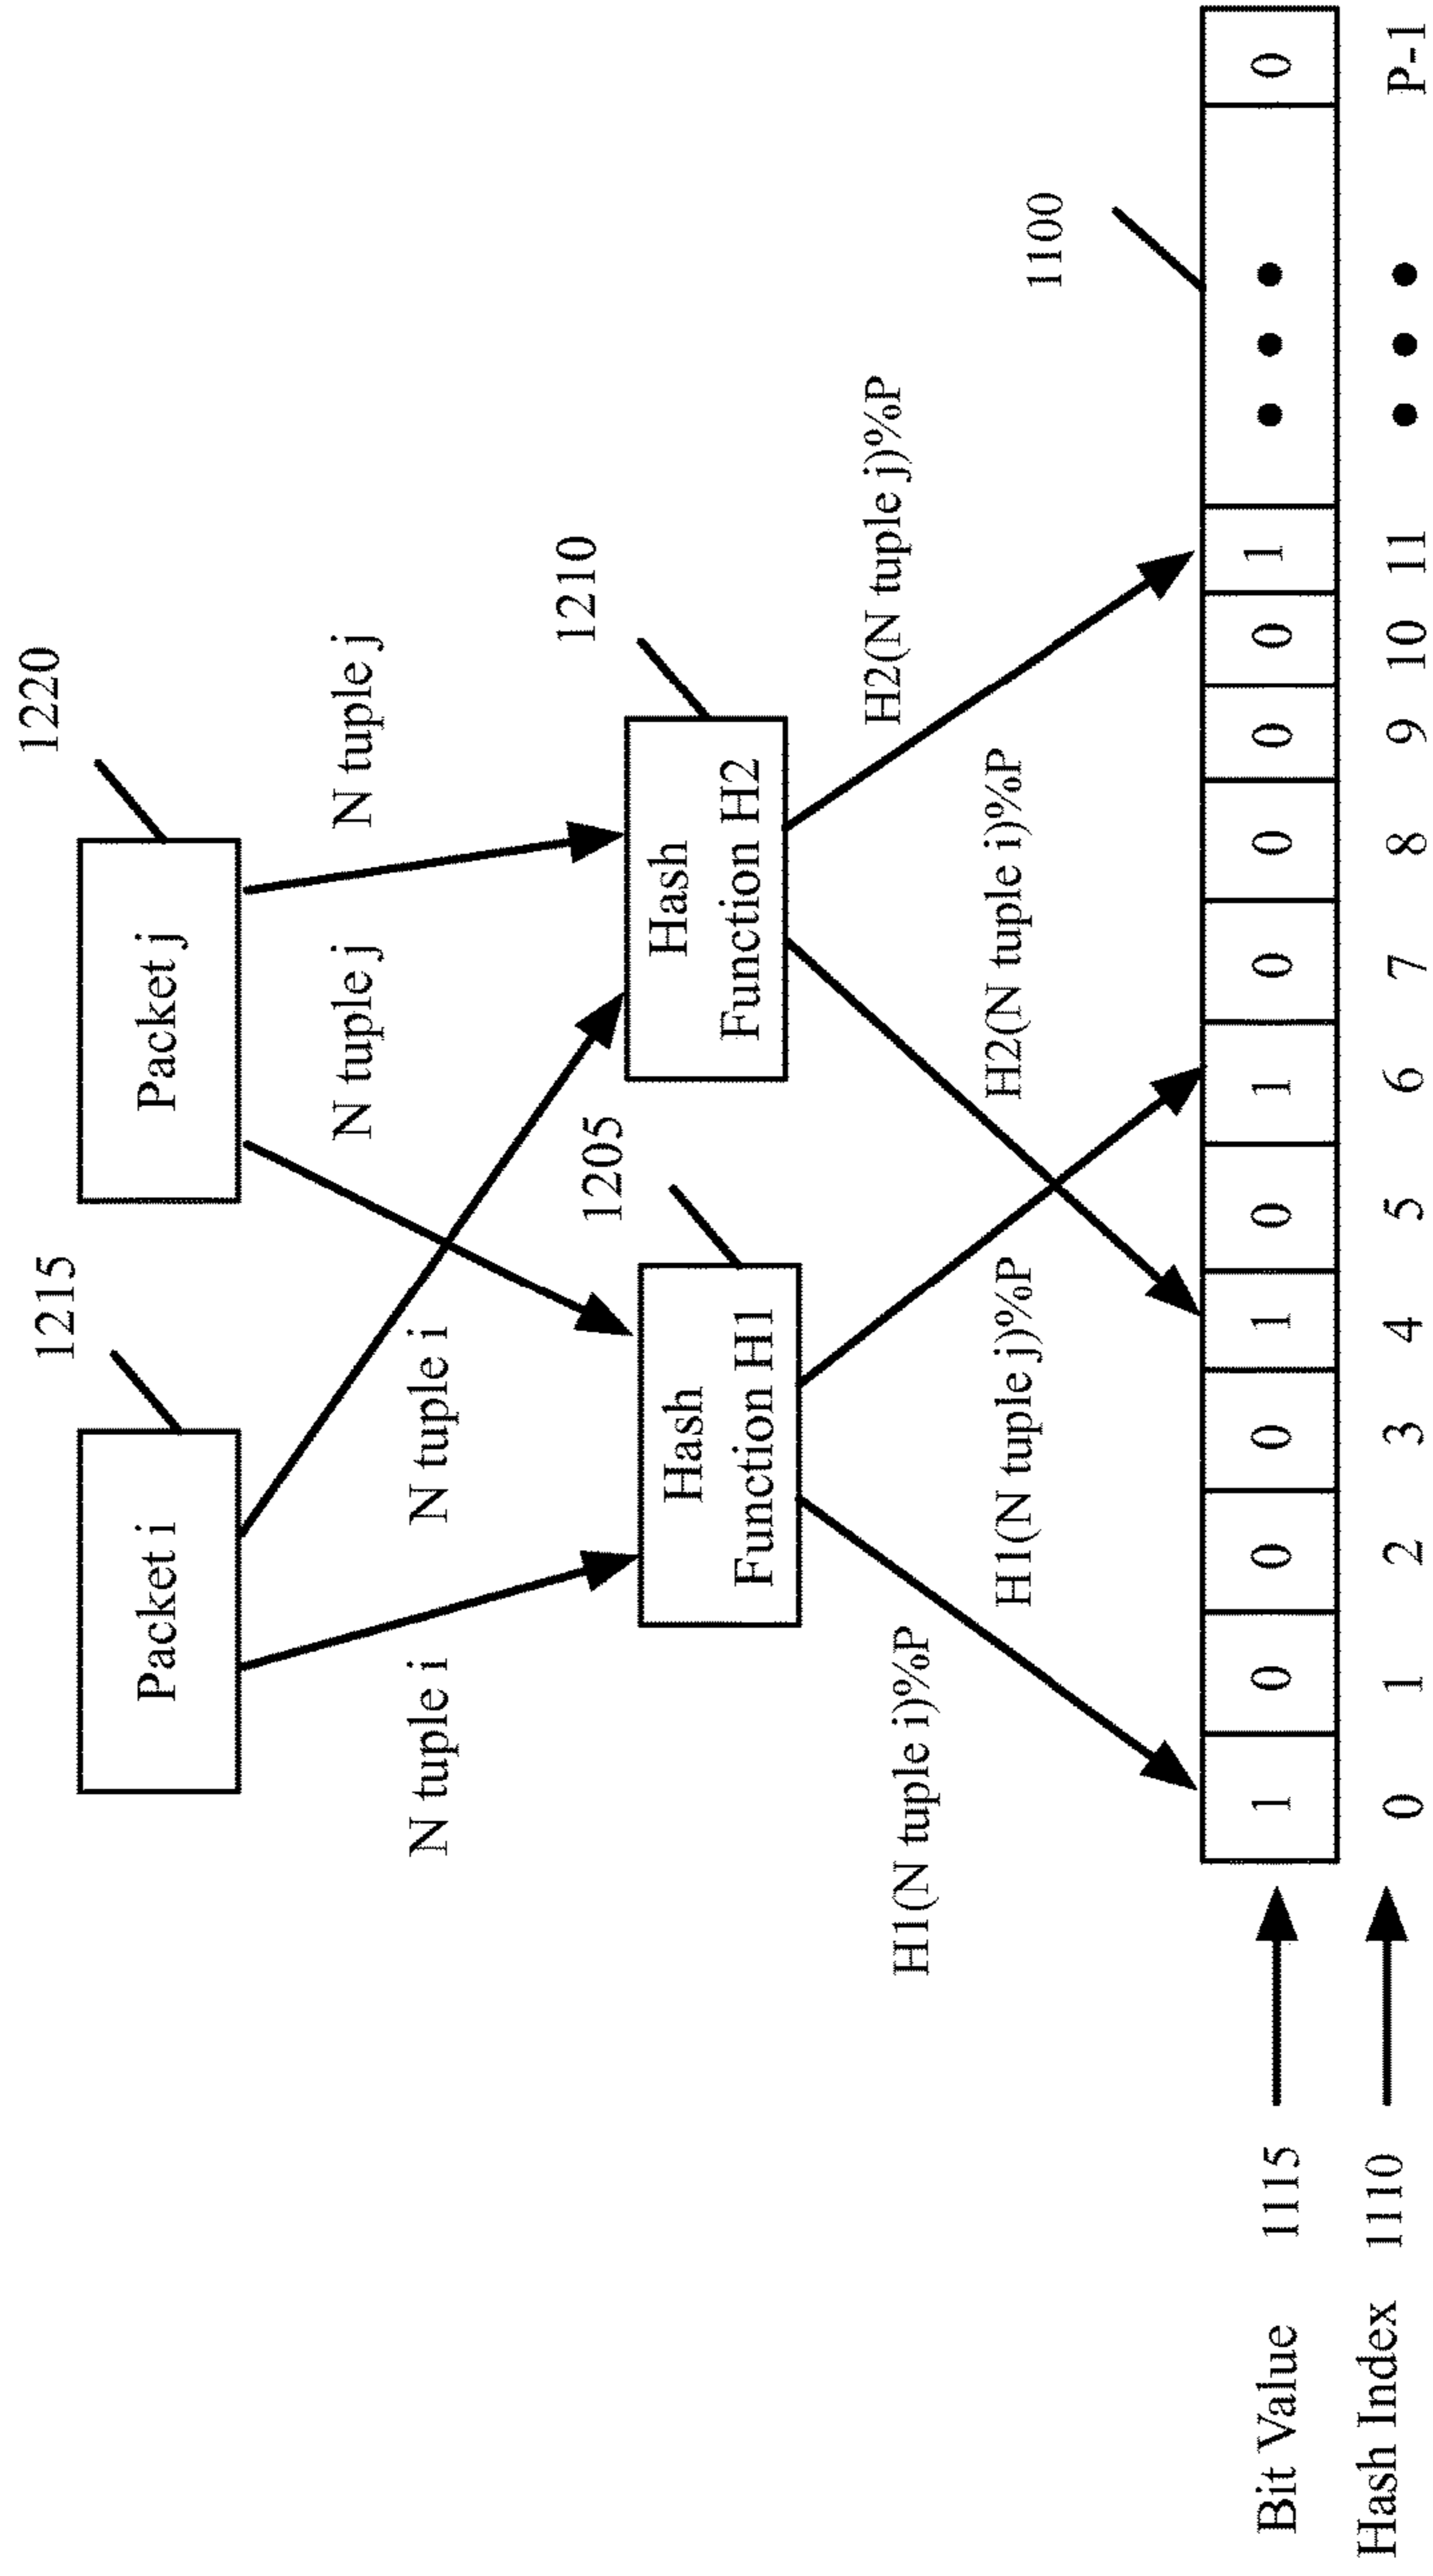 1215
1220
Packet i
Packet j
N tuple j
N tuple j
N tuple i
N tuple i
1205
1210
Hash
Function H1
Hash
Function H2
H1(N tuple i)%P
H2(N tuple j)%P
H1(N tuple j)%P
H2(N tuple i)%P
1100
Bit Value 1115 1 0 0 0 1 0 1 0 0 0 0 1 0
Hash Index 1110 0 1 2 3 4 5 6 7 8 9 10 11 P-1